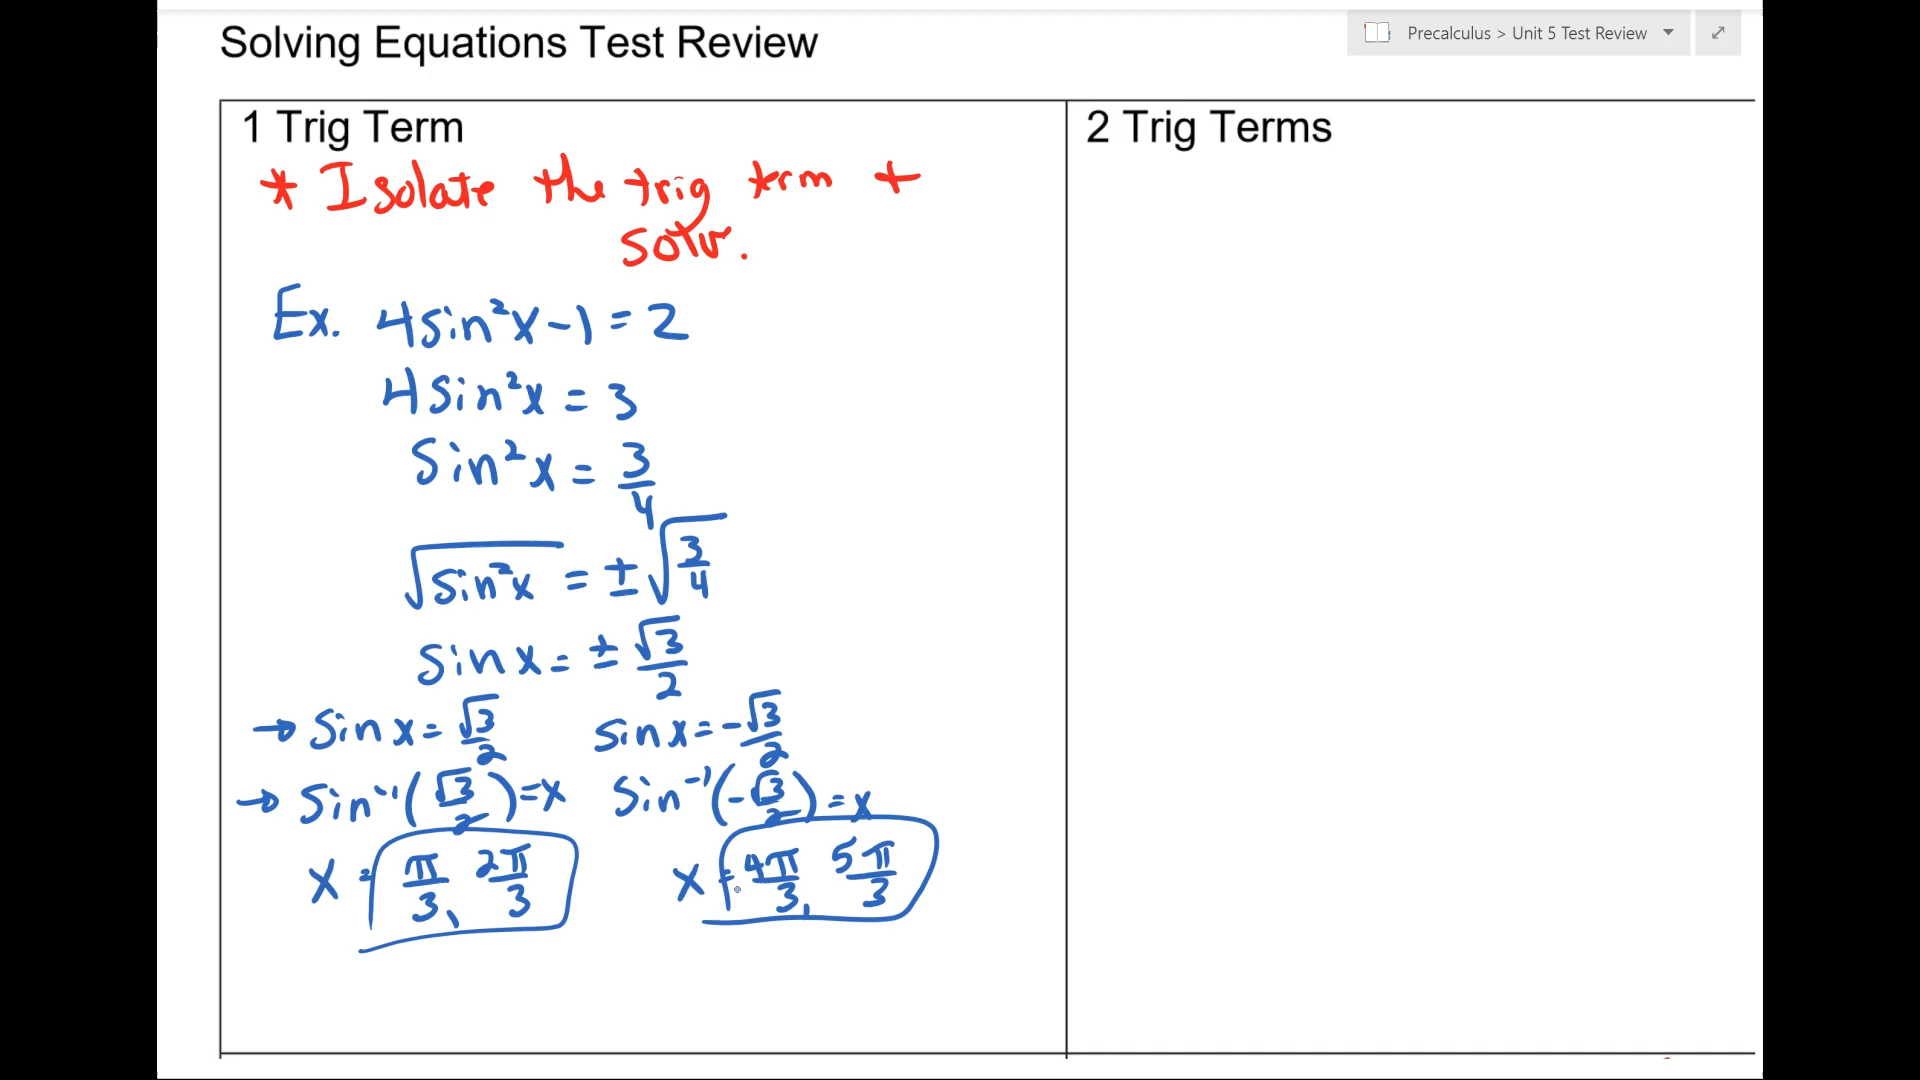 Solving Equations Test Review
Precalculus > Unit 5 Test Review
1 Trig Term
* Isolate the trig term +
solv.
Ex. 4sin²x-1=2
4sin²x = 3
sin²x = 3/4
√sin²x = ±√3/4
sin x = ± √3/2
→ sin x = √3/2 sin x = -√3/2
→ sin⁻¹(√3/2)=x sin⁻¹(-√3/2)=x
x = π/3, 2π/3 x = 4π/3, 5π/3
2 Trig Terms